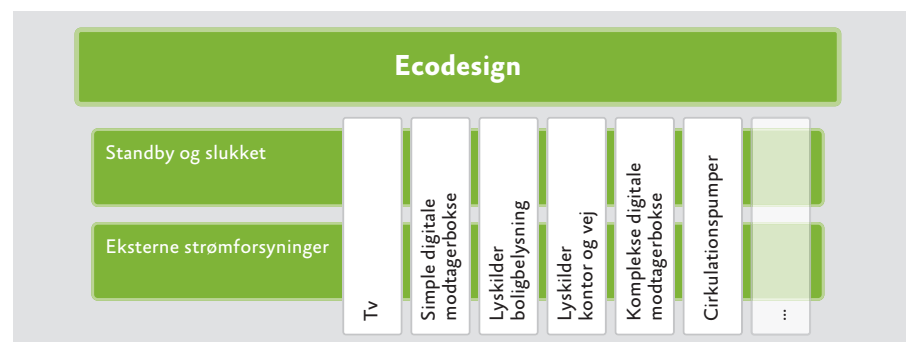 Ecodesign
Standby og slukket
Eksterne strømforsyninger
Tv
Simple digitale
modtagerbokse
Lyskilder
boligbelysning
Lyskilder
kontor og vej
Komplekse digitale
modtagerbokse
Cirkulationspumper
...